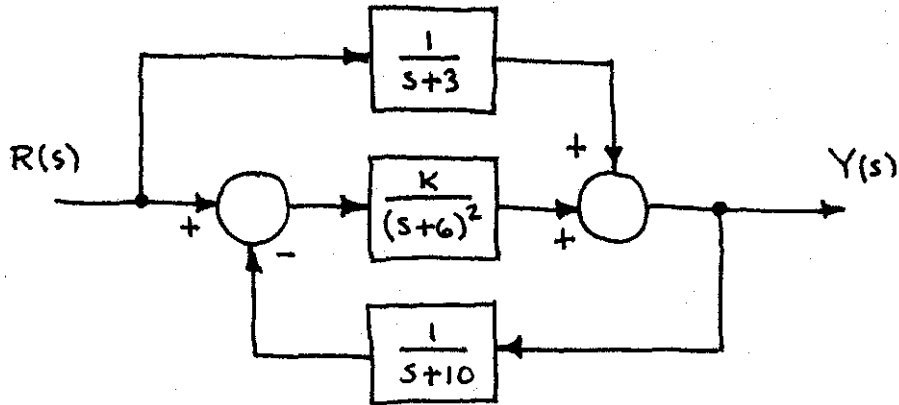 1
s+3
+
R(s)
Y(s)
K
(s+6)²
+
+
-
1
s+10